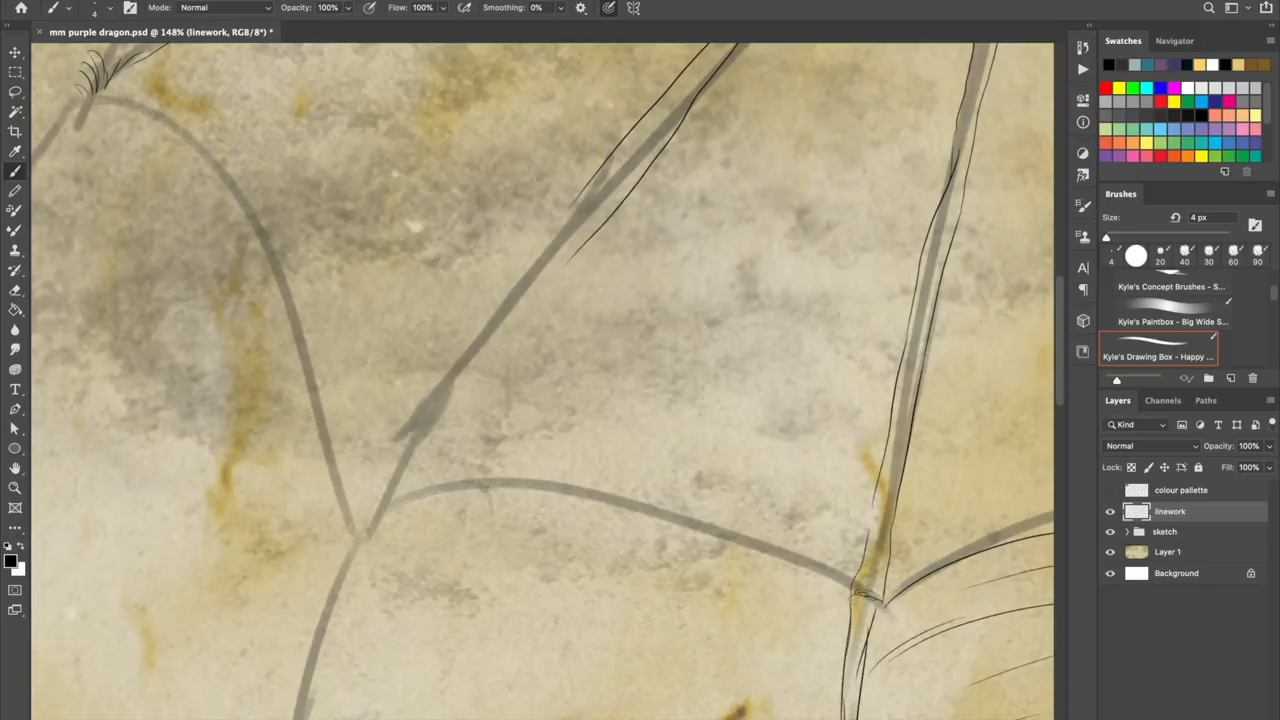 Mode: Normal Opacity: 100% Flow: 100% Smoothing: 0%
mm purple dragon.psd @ 148% (linework, RGB/8*) *
Swatches Navigator
Brushes
Size: 4 px
4 20 40 30 60 90
Kyle's Concept Brushes - S...
Kyle's Paintbox - Big Wide S...
Kyle's Drawing Box - Happy ...
Layers Channels Paths
Kind
Normal Opacity: 100%
Lock: Fill: 100%
colour pallette
linework
sketch
Layer 1
Background